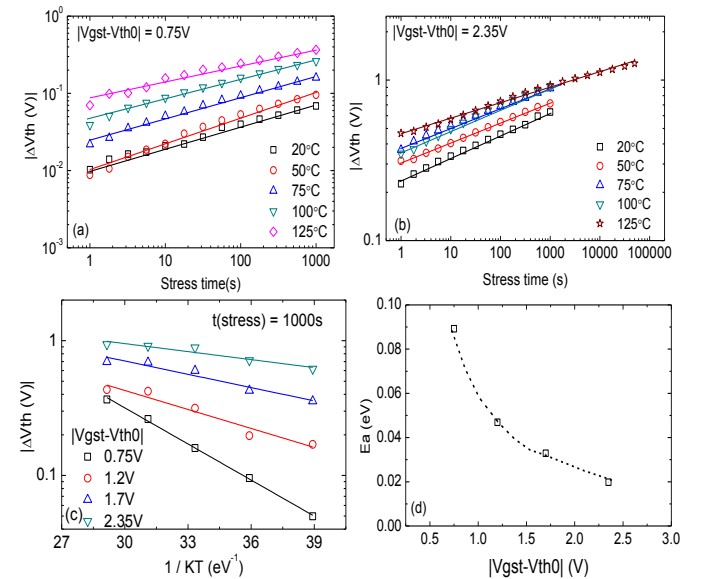 |Vgst-Vth0| = 0.75V
10⁰
10⁻¹
10⁻²
10⁻³
|ΔVth (V)|
20°C
50°C
75°C
100°C
125°C
(a)
1
10
100
1000
Stress time(s)
|Vgst-Vth0| = 2.35V
1
0.1
|ΔVth (V)|
20°C
50°C
75°C
100°C
125°C
(b)
1
10
100
1000
10000
100000
Stress time (s)
t(stress) = 1000s
1
0.1
|ΔVth (V)|
|Vgst-Vth0|
0.75V
1.2V
1.7V
2.35V
(c)
27
30
33
36
39
1 / KT (eV⁻¹)
0.10
0.08
0.06
0.04
0.02
0.00
Ea (eV)
(d)
0.5
1.0
1.5
2.0
2.5
3.0
|Vgst-Vth0| (V)